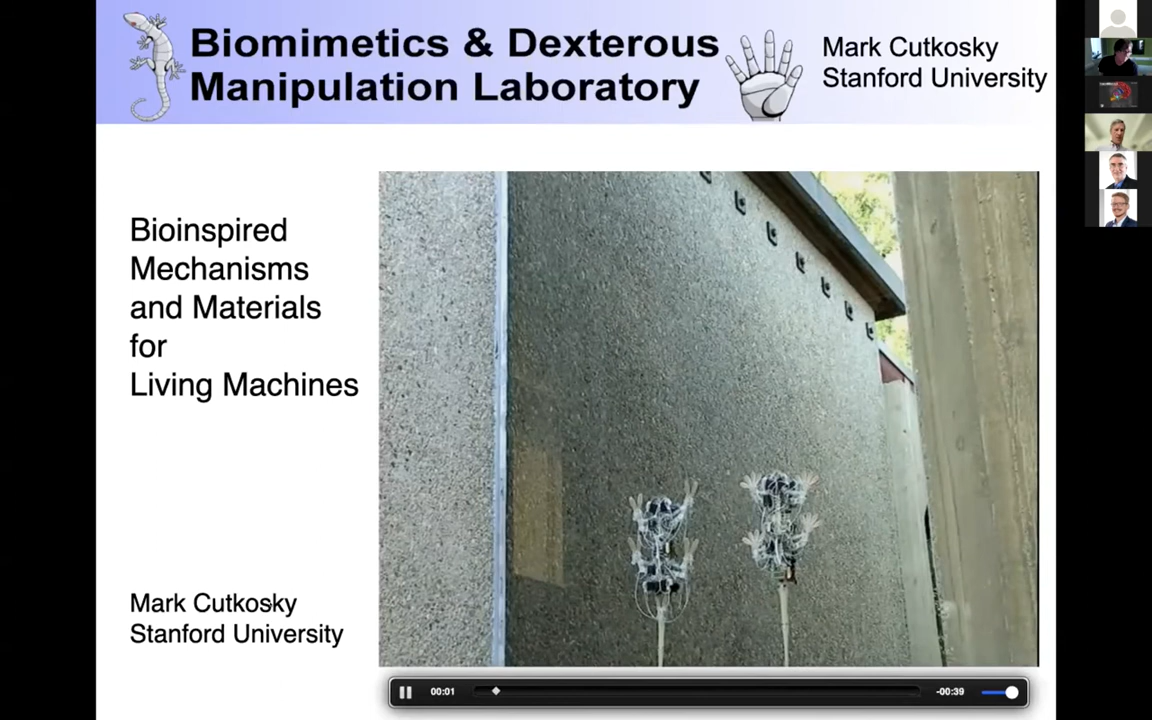 Biomimetics & Dexterous
Manipulation Laboratory
Mark Cutkosky
Stanford University
Bioinspired
Mechanisms
and Materials
for
Living Machines
Mark Cutkosky
Stanford University
00:01
-00:39